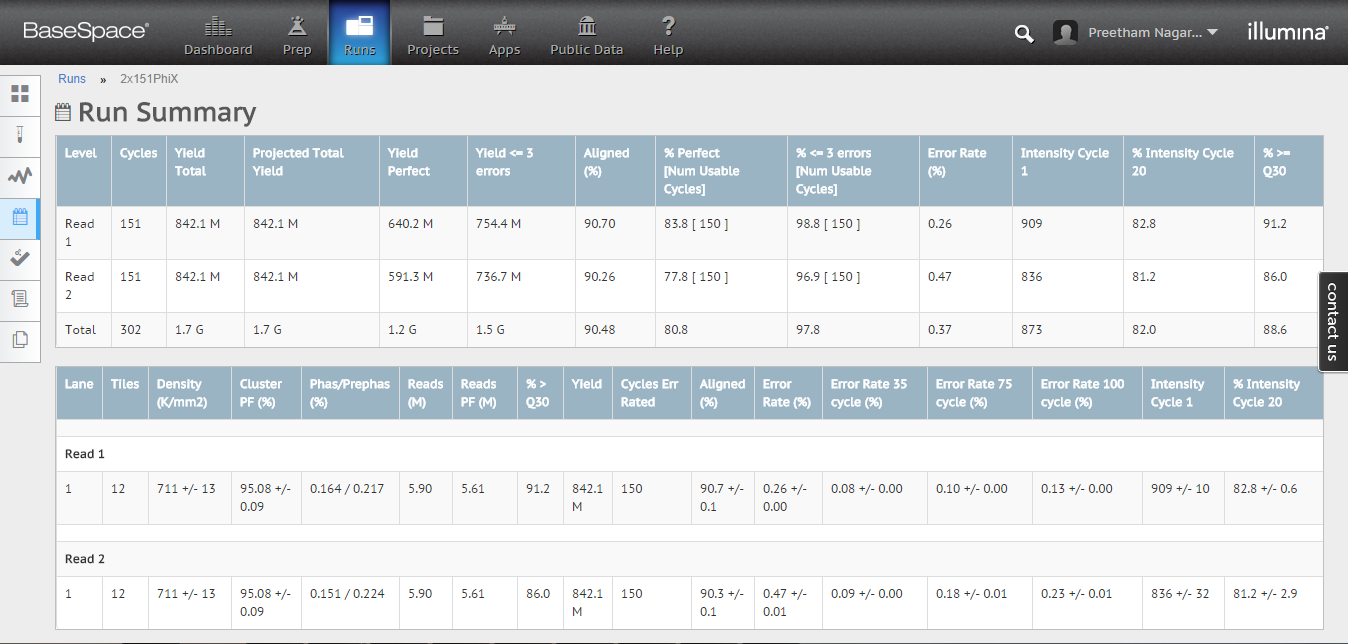 BaseSpace®
Dashboard Prep Runs Projects Apps Public Data Help
Preetham Nagar...
illumina®
Runs » 2x151PhiX
Run Summary
Level Cycles Yield Total Projected Total Yield Yield Perfect Yield <= 3 errors Aligned (%) % Perfect [Num Usable Cycles] % <= 3 errors [Num Usable Cycles] Error Rate (%) Intensity Cycle 1 % Intensity Cycle 20 % >= Q30
Read 1 151 842.1 M 842.1 M 640.2 M 754.4 M 90.70 83.8 [ 150 ] 98.8 [ 150 ] 0.26 909 82.8 91.2
Read 2 151 842.1 M 842.1 M 591.3 M 736.7 M 90.26 77.8 [ 150 ] 96.9 [ 150 ] 0.47 836 81.2 86.0
Total 302 1.7 G 1.7 G 1.2 G 1.5 G 90.48 80.8 97.8 0.37 873 82.0 88.6
contact us
Lane Tiles Density (K/mm2) Cluster PF (%) Phas/Prephas (%) Reads (M) Reads PF (M) % > Q30 Yield Cycles Err Rated Aligned (%) Error Rate (%) Error Rate 35 cycle (%) Error Rate 75 cycle (%) Error Rate 100 cycle (%) Intensity Cycle 1 % Intensity Cycle 20
Read 1
1 12 711 +/- 13 95.08 +/- 0.09 0.164 / 0.217 5.90 5.61 91.2 842.1 M 150 90.7 +/- 0.1 0.26 +/- 0.00 0.08 +/- 0.00 0.10 +/- 0.00 0.13 +/- 0.00 909 +/- 10 82.8 +/- 0.6
Read 2
1 12 711 +/- 13 95.08 +/- 0.09 0.151 / 0.224 5.90 5.61 86.0 842.1 M 150 90.3 +/- 0.1 0.47 +/- 0.01 0.09 +/- 0.00 0.18 +/- 0.01 0.23 +/- 0.01 836 +/- 32 81.2 +/- 2.9